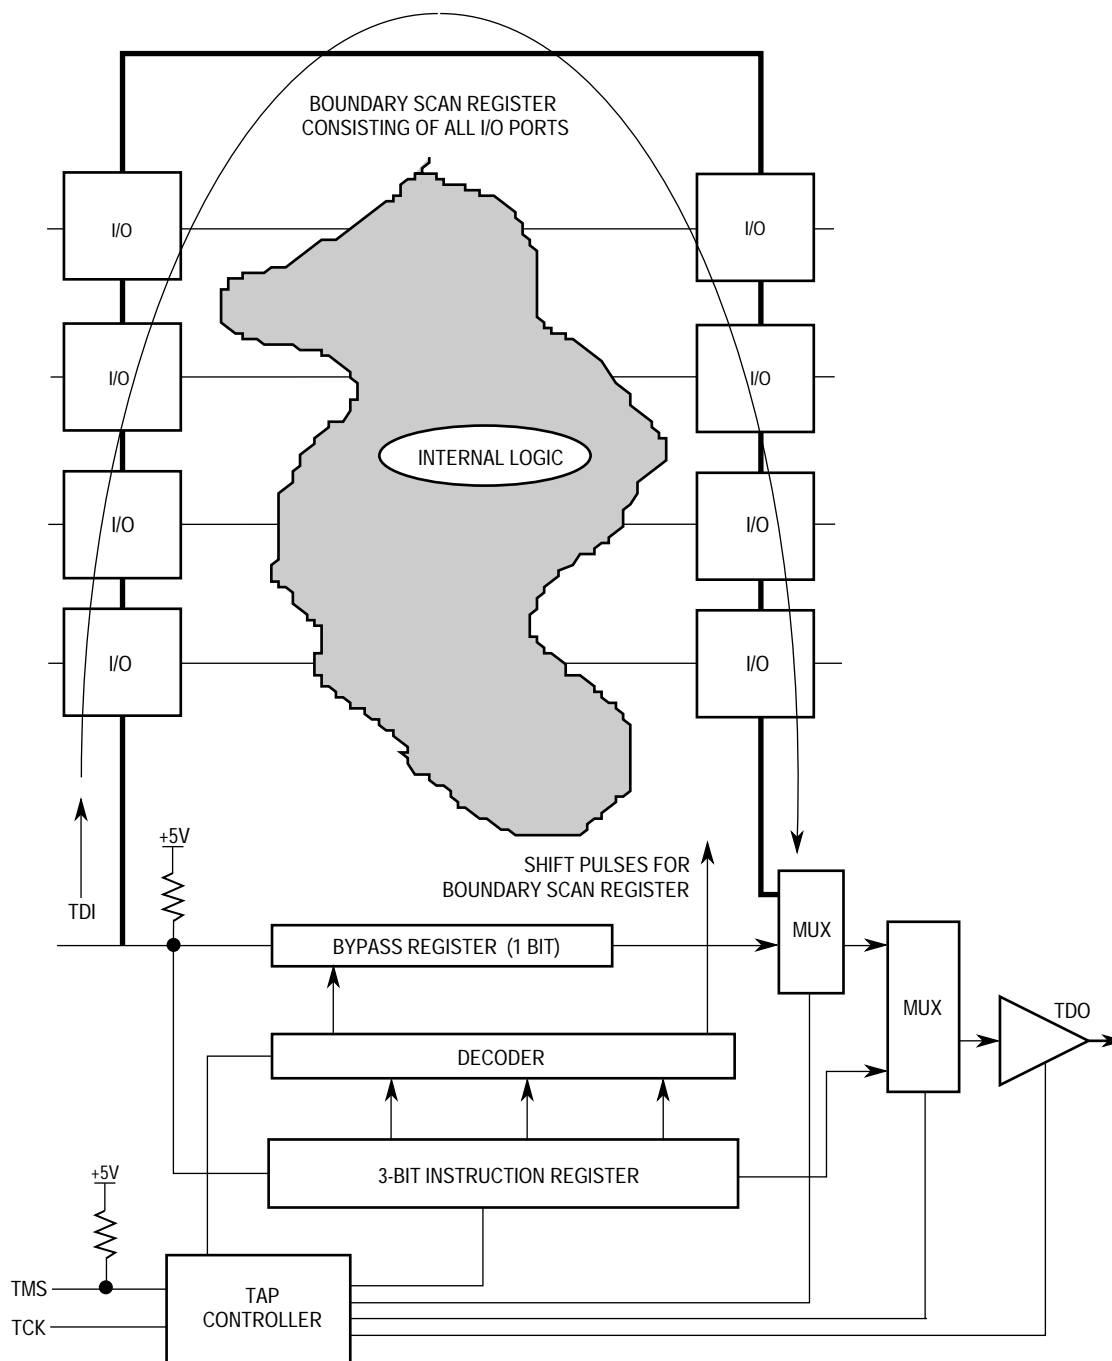 BOUNDARY SCAN REGISTER
CONSISTING OF ALL I/O PORTS
I/O
I/O
I/O
I/O
INTERNAL LOGIC
I/O
I/O
I/O
I/O
+5V
TDI
SHIFT PULSES FOR
BOUNDARY SCAN REGISTER
MUX
BYPASS REGISTER (1 BIT)
MUX
TDO
DECODER
3-BIT INSTRUCTION REGISTER
+5V
TMS
TCK
TAP
CONTROLLER